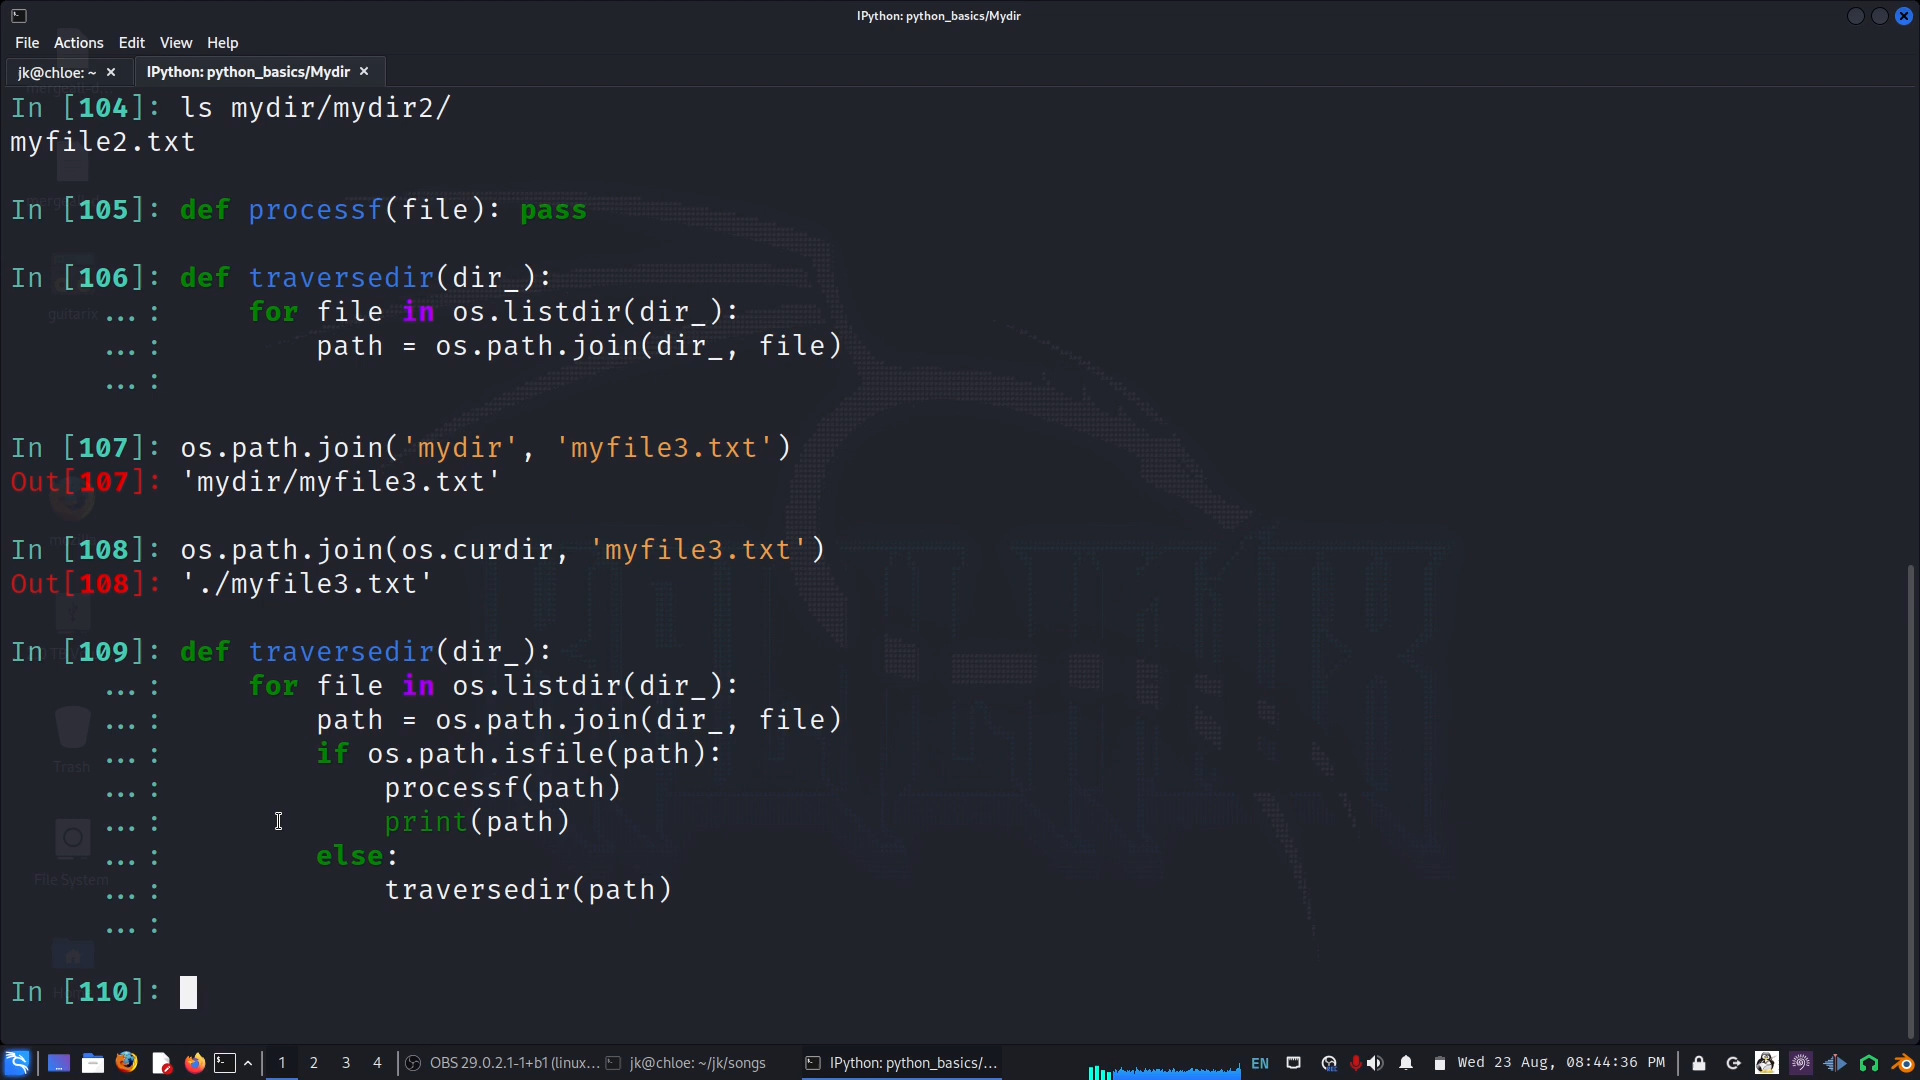 IPython: python_basics/Mydir
File Actions Edit View Help
jk@chloe: ~ × IPython: python_basics/Mydir ×
In [104]: ls mydir/mydir2/
myfile2.txt
In [105]: def processf(file): pass
In [106]: def traversedir(dir_):
...: for file in os.listdir(dir_):
...: path = os.path.join(dir_, file)
...:
In [107]: os.path.join('mydir', 'myfile3.txt')
Out[107]: 'mydir/myfile3.txt'
In [108]: os.path.join(os.curdir, 'myfile3.txt')
Out[108]: './myfile3.txt'
In [109]: def traversedir(dir_):
...: for file in os.listdir(dir_):
...: path = os.path.join(dir_, file)
...: if os.path.isfile(path):
...: processf(path)
...: print(path)
...: else:
...: traversedir(path)
...:
In [110]:
guitarix
Trash
File System
1 2 3 4 OBS 29.0.2.1-1+b1 (linux... jk@chloe: ~/jk/songs IPython: python_basics/... EN Wed 23 Aug, 08:44:36 PM